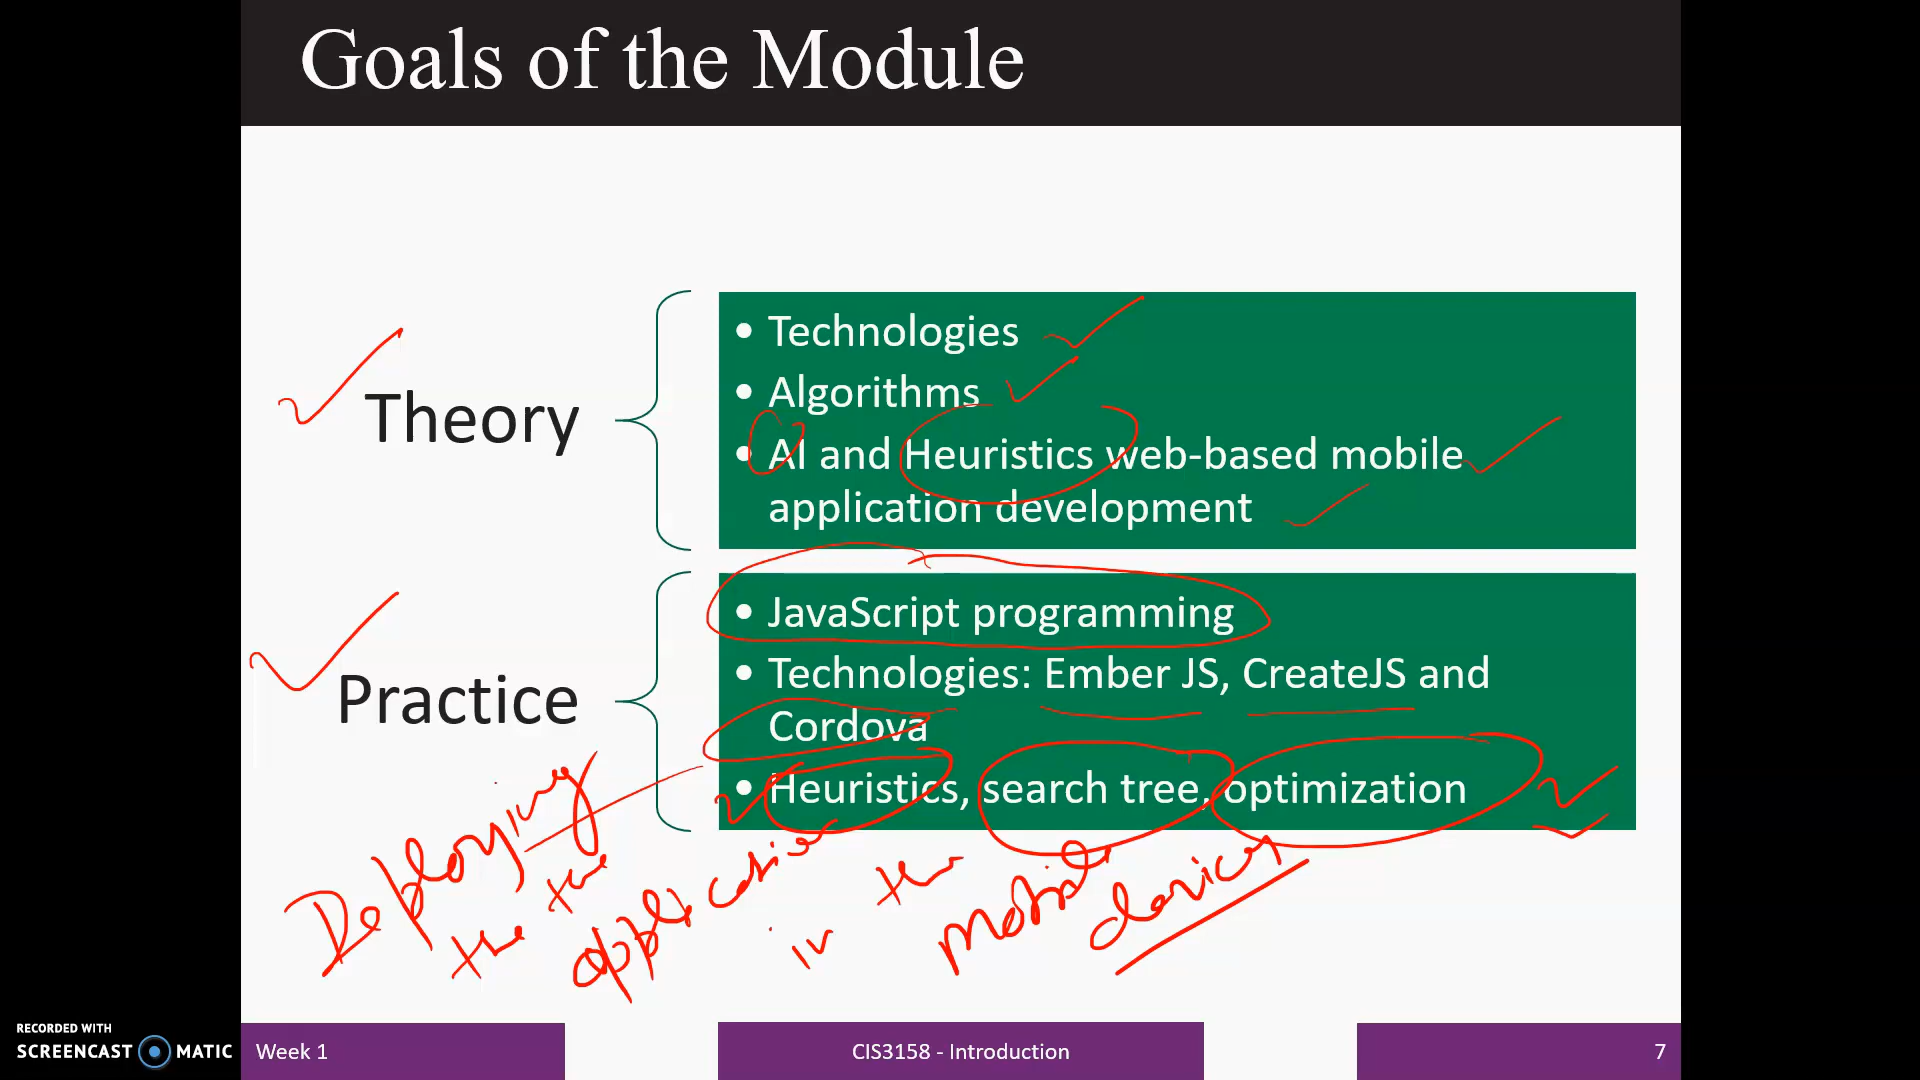 Goals of the Module
Theory
• Technologies
• Algorithms
• AI and Heuristics web-based mobile
application development
Practice
• JavaScript programming
• Technologies: Ember JS, CreateJS and
Cordova
• Heuristics, search tree, optimization
Deploying
the the
application
in the
mobile
devices
RECORDED WITH
SCREENCAST MATIC
Week 1
CIS3158 - Introduction
7